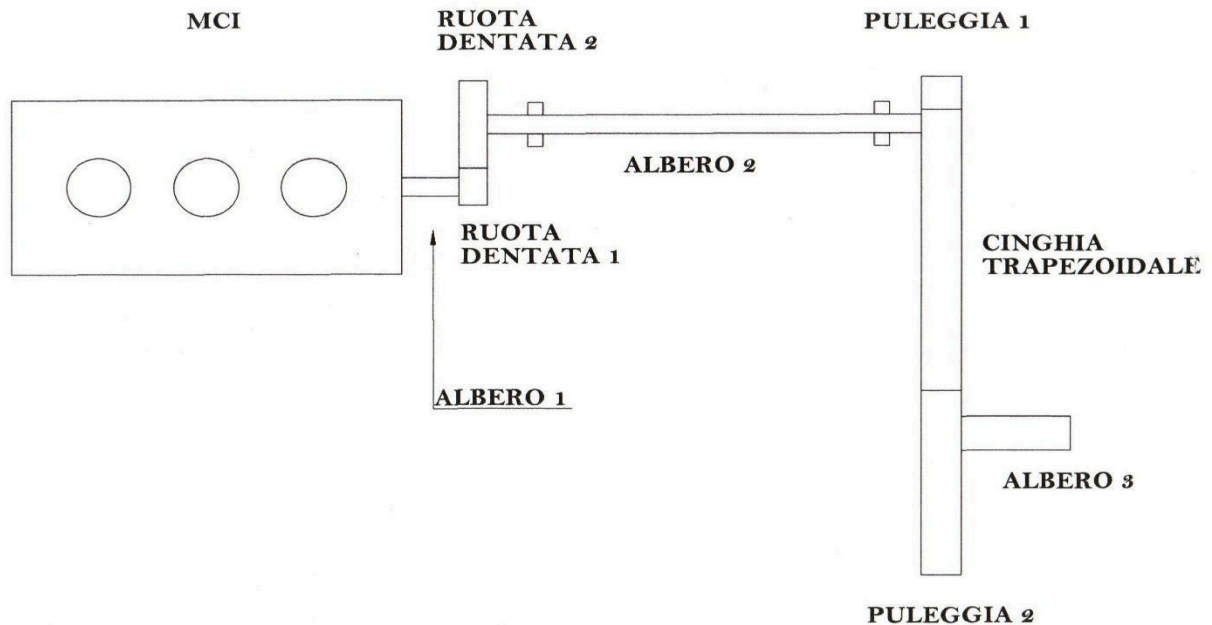 MCI
RUOTA
DENTATA 2
PULEGGIA 1
ALBERO 2
RUOTA
DENTATA 1
CINGHIA
TRAPEZOIDALE
ALBERO 1
ALBERO 3
PULEGGIA 2